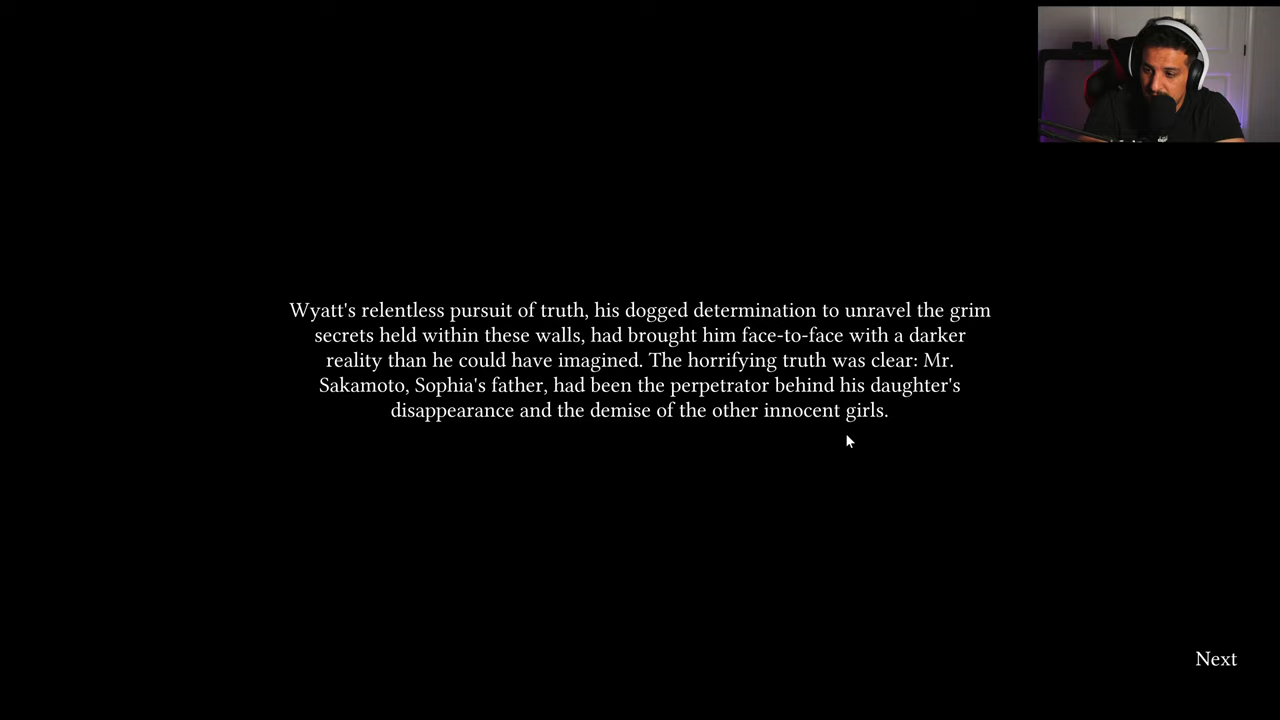 Wyatt's relentless pursuit of truth, his dogged determination to unravel the grim
secrets held within these walls, had brought him face-to-face with a darker
reality than he could have imagined. The horrifying truth was clear: Mr.
Sakamoto, Sophia's father, had been the perpetrator behind his daughter's
disappearance and the demise of the other innocent girls.
Next